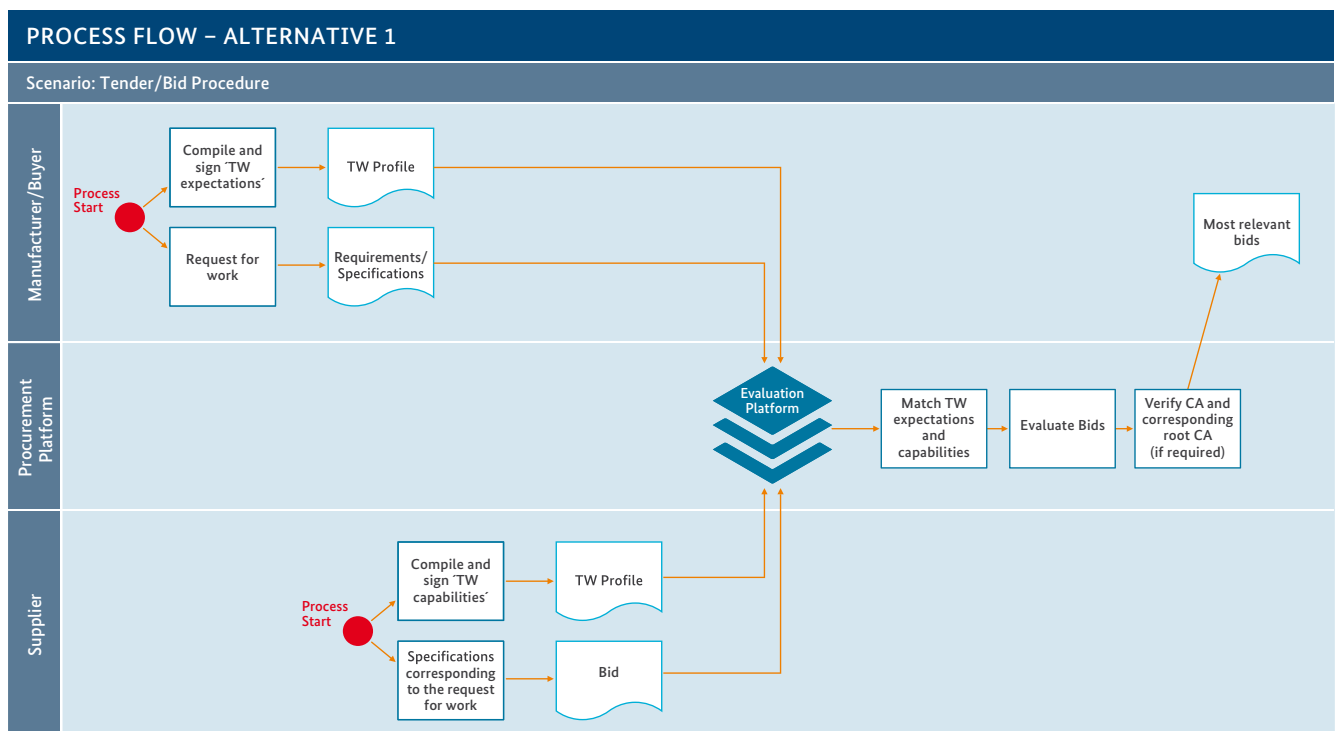 PROCESS FLOW – ALTERNATIVE 1
Scenario: Tender/Bid Procedure
Manufacturer/Buyer
Process
Start
Compile and
sign ´TW
expectations´
TW Profile
Request for
work
Requirements/
Specifications
Most relevant
bids
Procurement
Platform
Evaluation
Platform
Match TW
expectations
and
capabilities
Evaluate Bids
Verify CA and
corresponding
root CA
(if required)
Supplier
Process
Start
Compile and
sign ´TW
capabilities´
TW Profile
Specifications
corresponding
to the request
for work
Bid